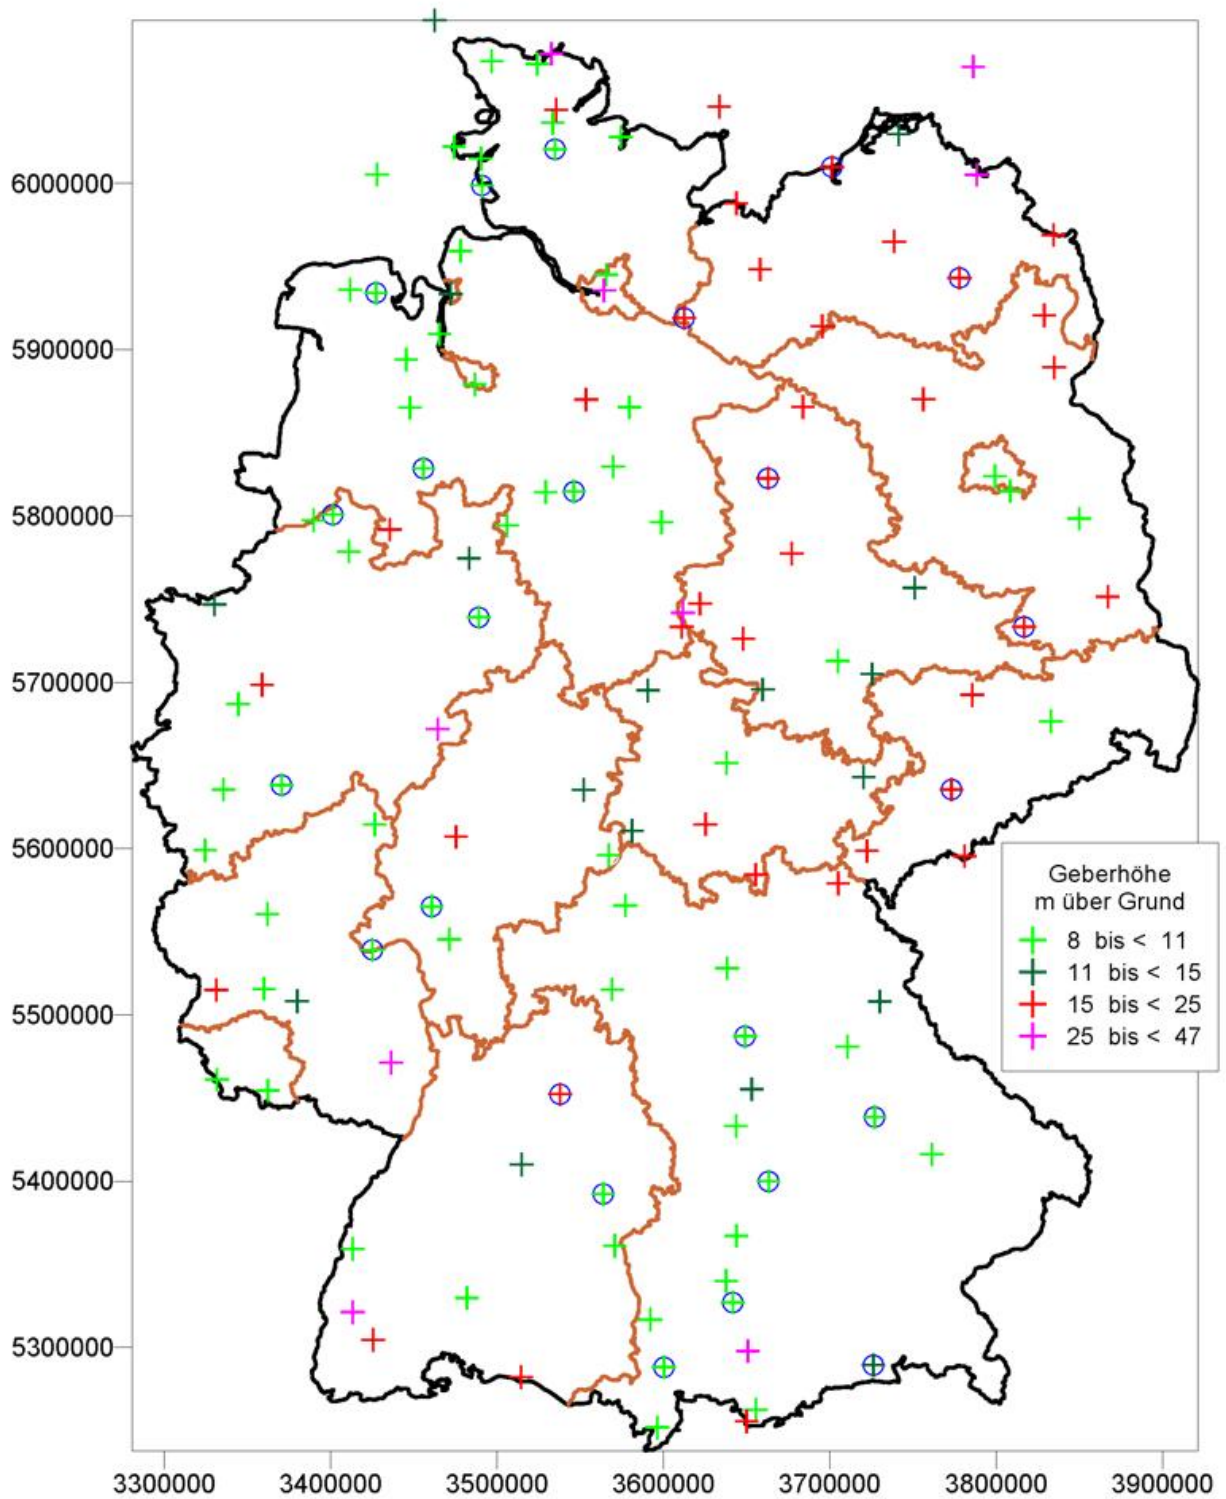 6000000
5900000
5800000
5700000
5600000
5500000
5400000
5300000
Geberhöhe
m über Grund
8 bis < 11
11 bis < 15
15 bis < 25
25 bis < 47
3300000 3400000 3500000 3600000 3700000 3800000 3900000